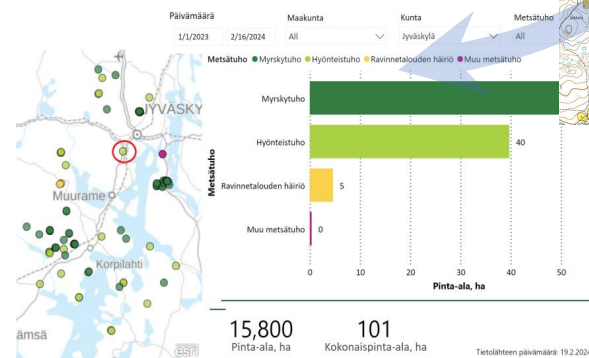 Päivämäärä
Maakunta
Kunta
Metsätuho
1/1/2023
2/16/2024
All
Jyväskylä
All
Metsätuho Myrskytuho Hyönteistuho Ravinnetalouden häiriö Muu metsätuho
JYVÄSKY
Muurame
Korpilahti
ämsä
esri
Metsätuho
Myrskytuho
Hyönteistuho
40
Ravinnetalouden häiriö
5
Muu metsätuho
0
0 10 20 30 40 50
Pinta-ala, ha
15,800
Pinta-ala, ha
101
Kokonaispinta-ala, ha
Tietolähteen päivämäärä: 19.2.2024